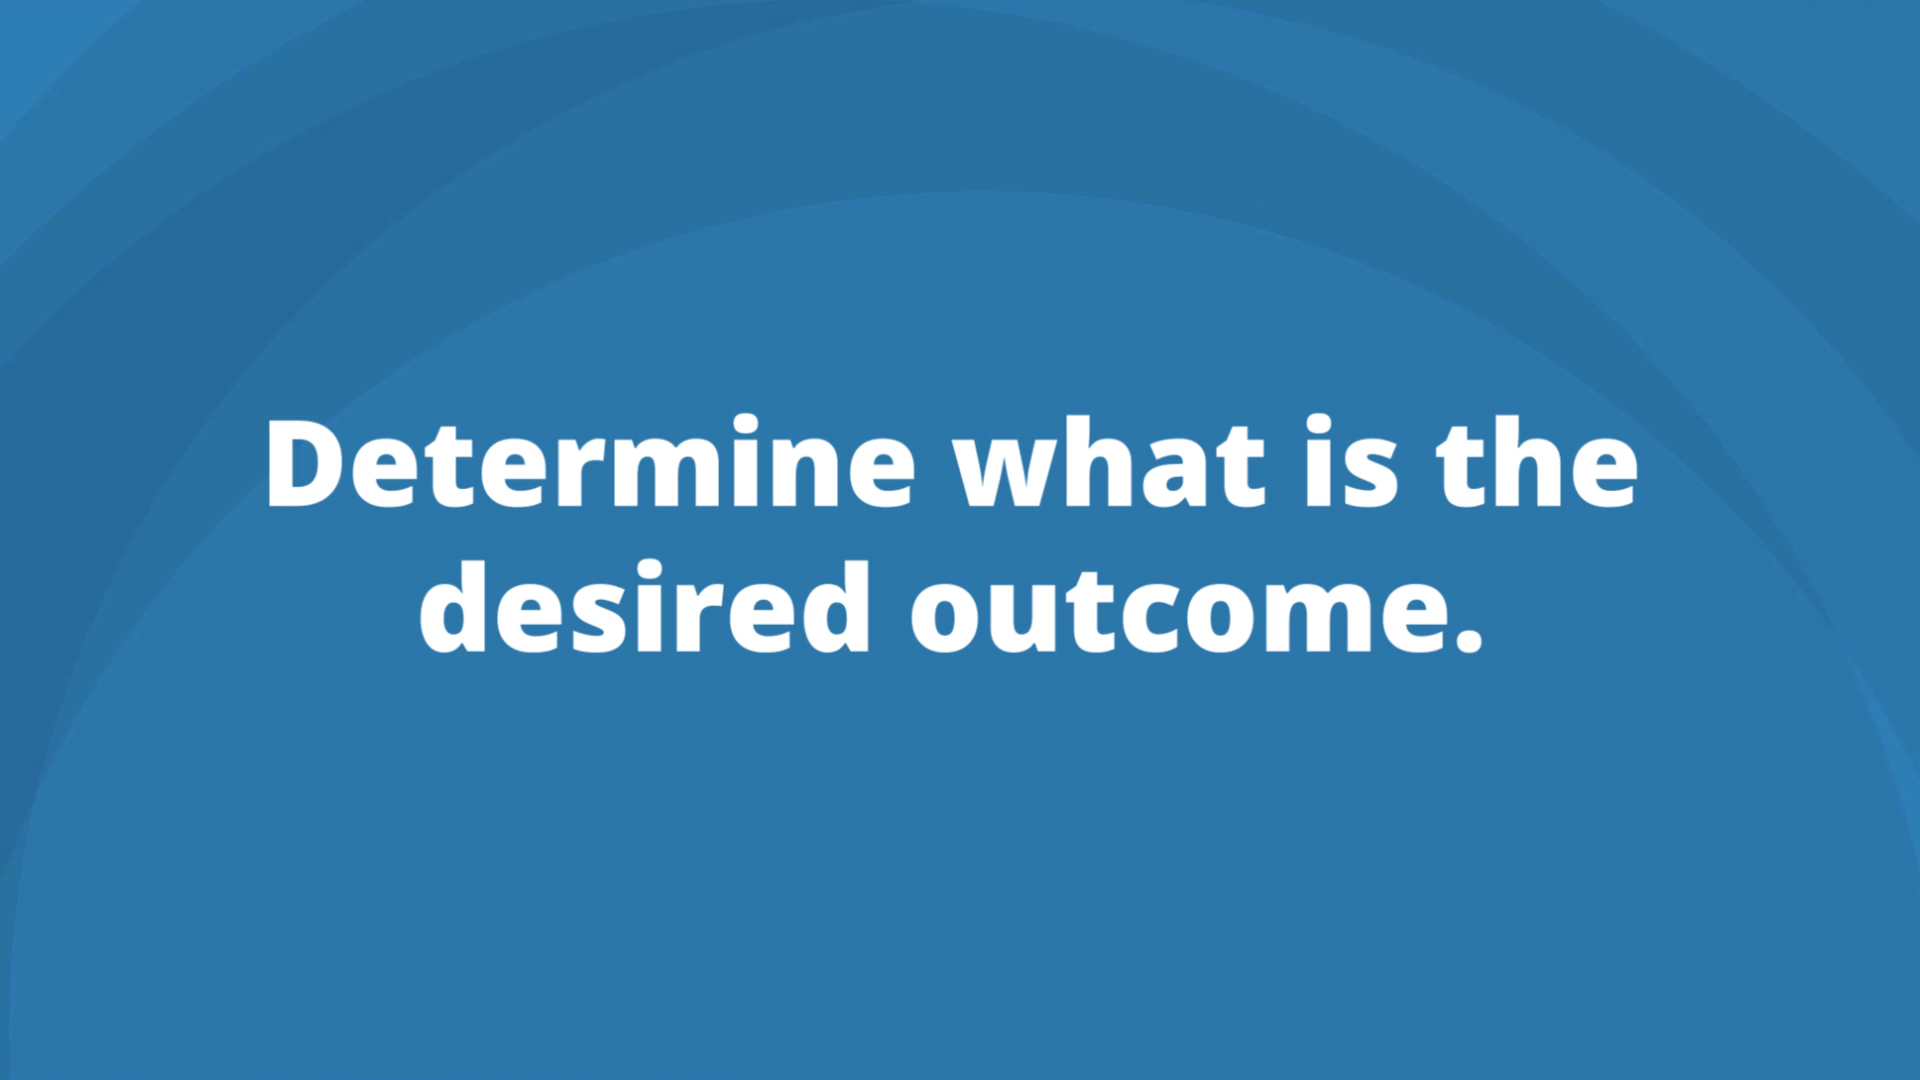 Determine what is the
desired outcome.